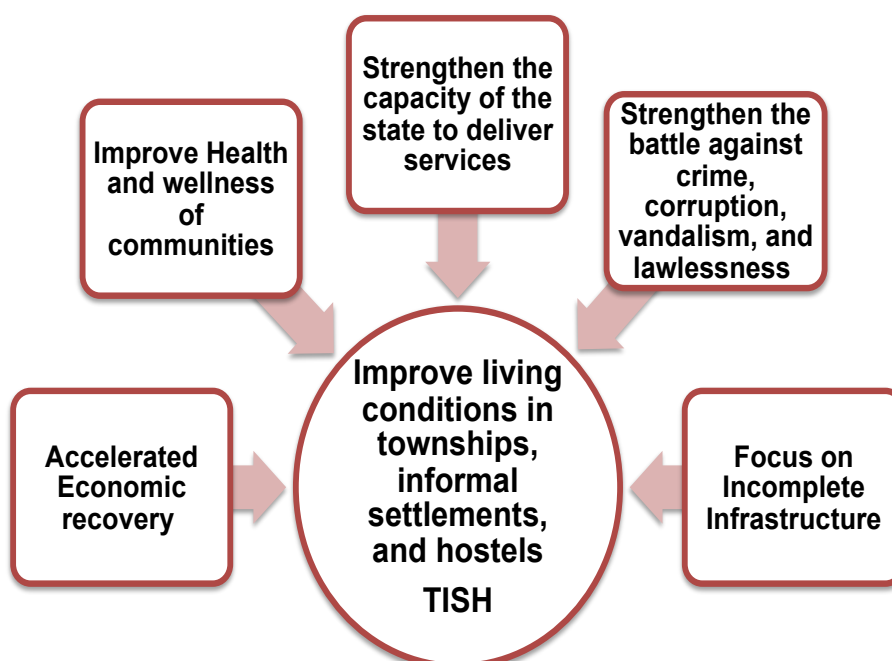 Strengthen the
capacity of the
state to deliver
services
Improve Health
and wellness
of
communities
Strengthen the
battle against
crime,
corruption,
vandalism, and
lawlessness
Accelerated
Economic
recovery
Improve living
conditions in
townships,
informal
settlements,
and hostels
TISH
Focus on
Incomplete
Infrastructure